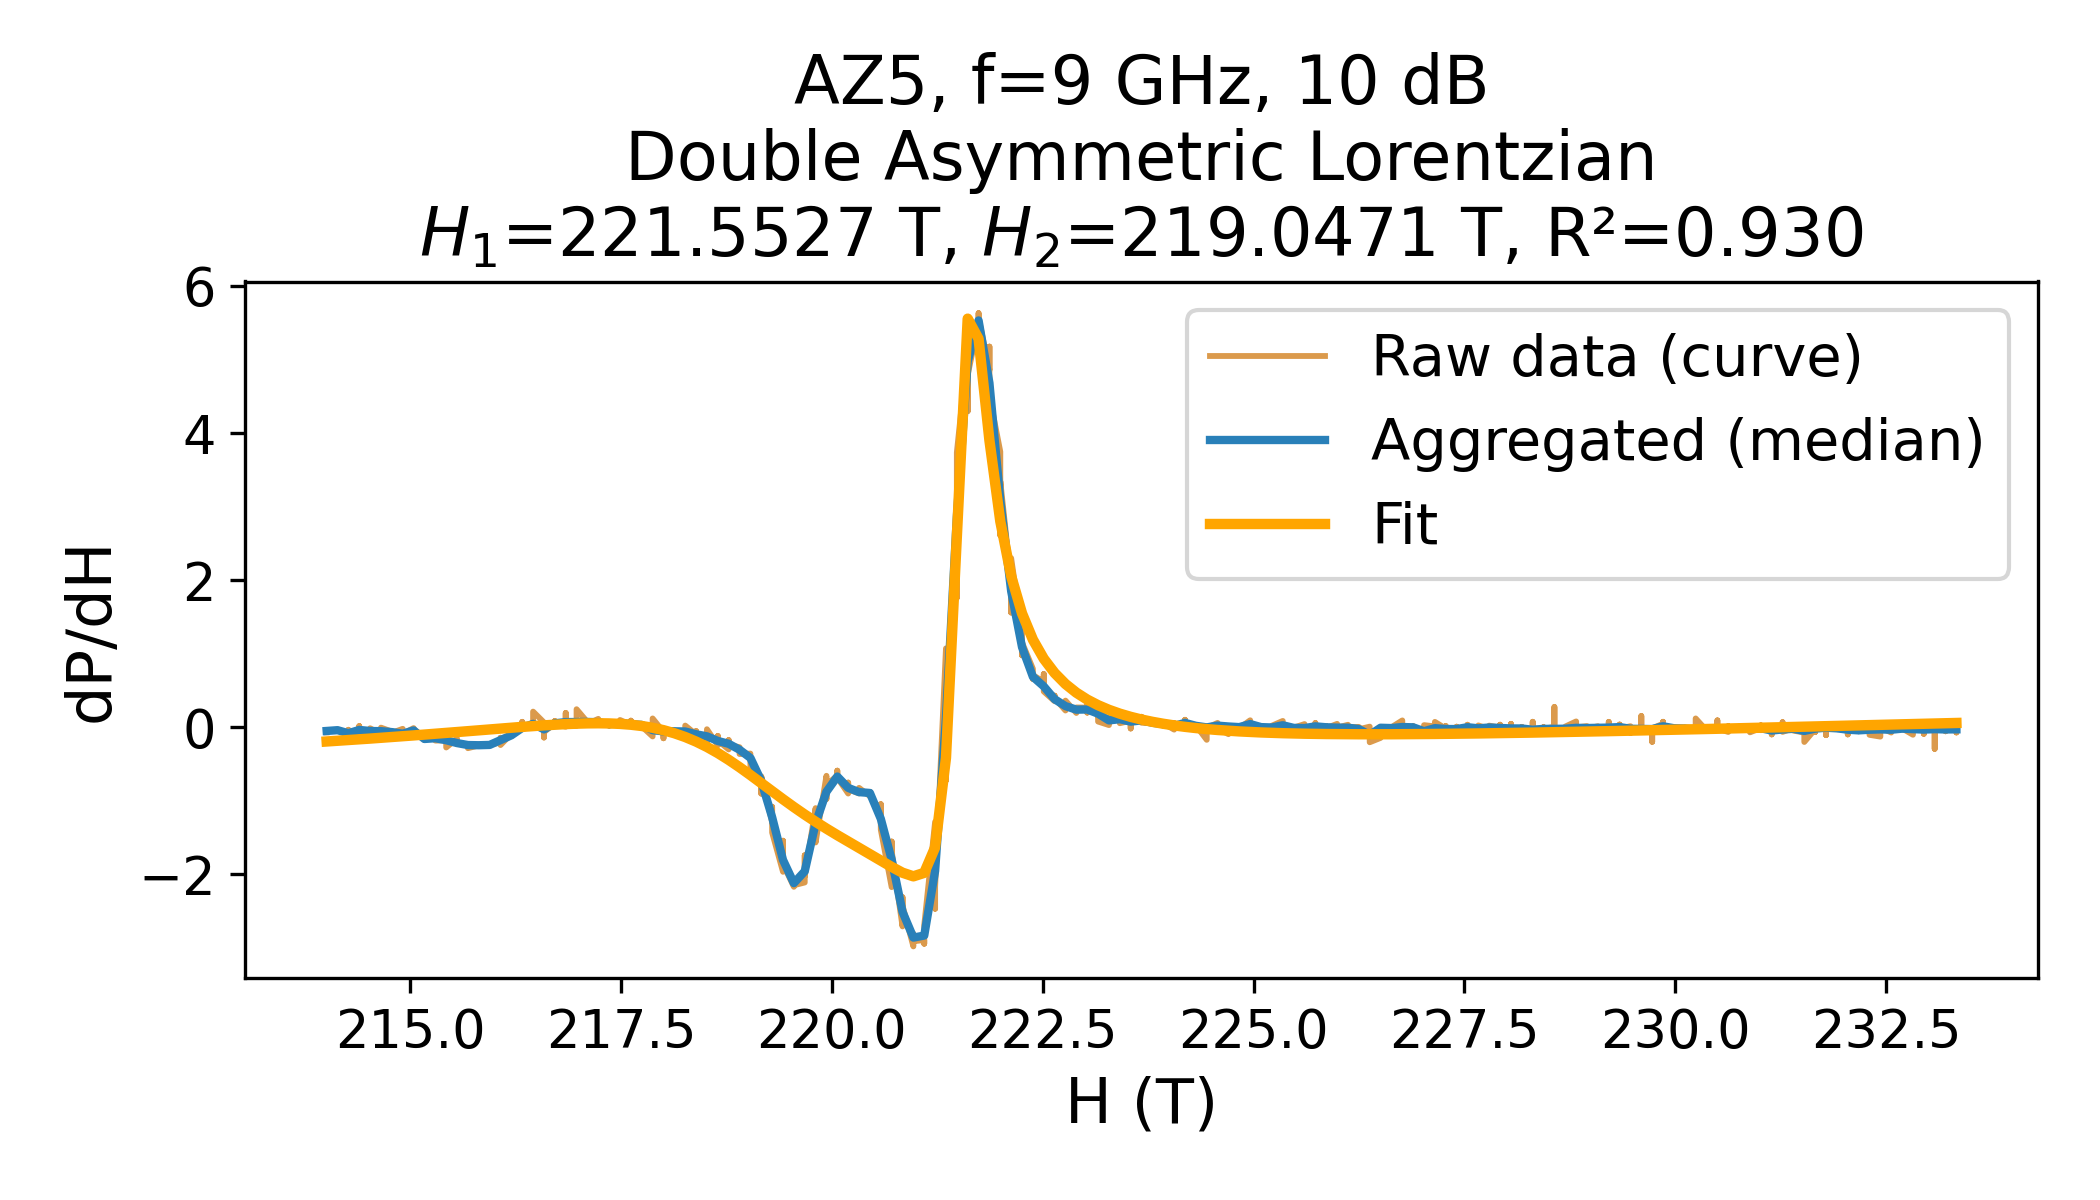 AZ5, f=9 GHz, 10 dB
Double Asymmetric Lorentzian
H₁=221.5527 T, H₂=219.0471 T, R²=0.930
6
4
2
0
−2
dP/dH
Raw data (curve)
Aggregated (median)
Fit
215.0 217.5 220.0 222.5 225.0 227.5 230.0 232.5
H (T)